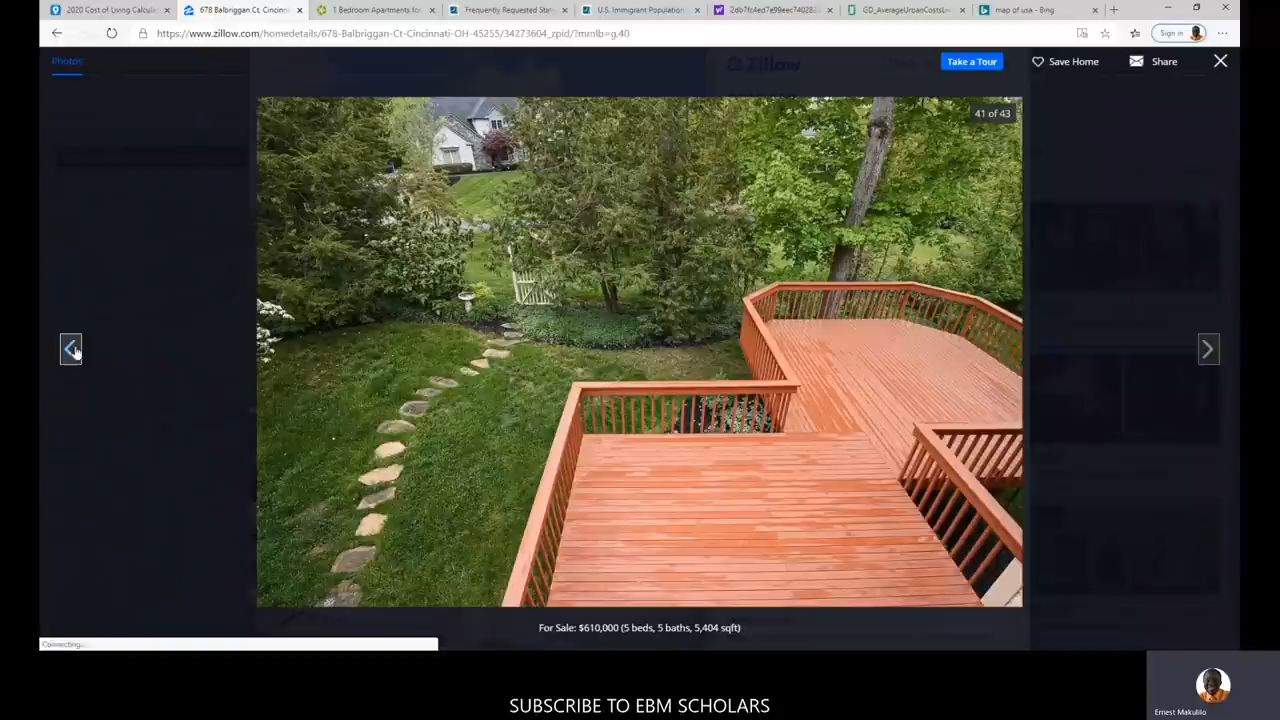 2020 Cost of Living Calcula
678 Balbriggan Ct, Cincinnati
1 Bedroom Apartments for
Frequently Requested Stat
U.S. Immigrant Population
GD_AverageUrbanCostsLi
map of usa - Bing
https://www.zillow.com/homedetails/678-Balbriggan-Ct-Cincinnati-OH-45255/34273604_zpid/?mmlb=g,40
Sign in
Photos
Zillow
Take a Tour
Save Home
Share
41 of 43
For Sale: $610,000 (5 beds, 5 baths, 5,404 sqft)
Connecting...
SUBSCRIBE TO EBM SCHOLARS
Ernest Makulilo